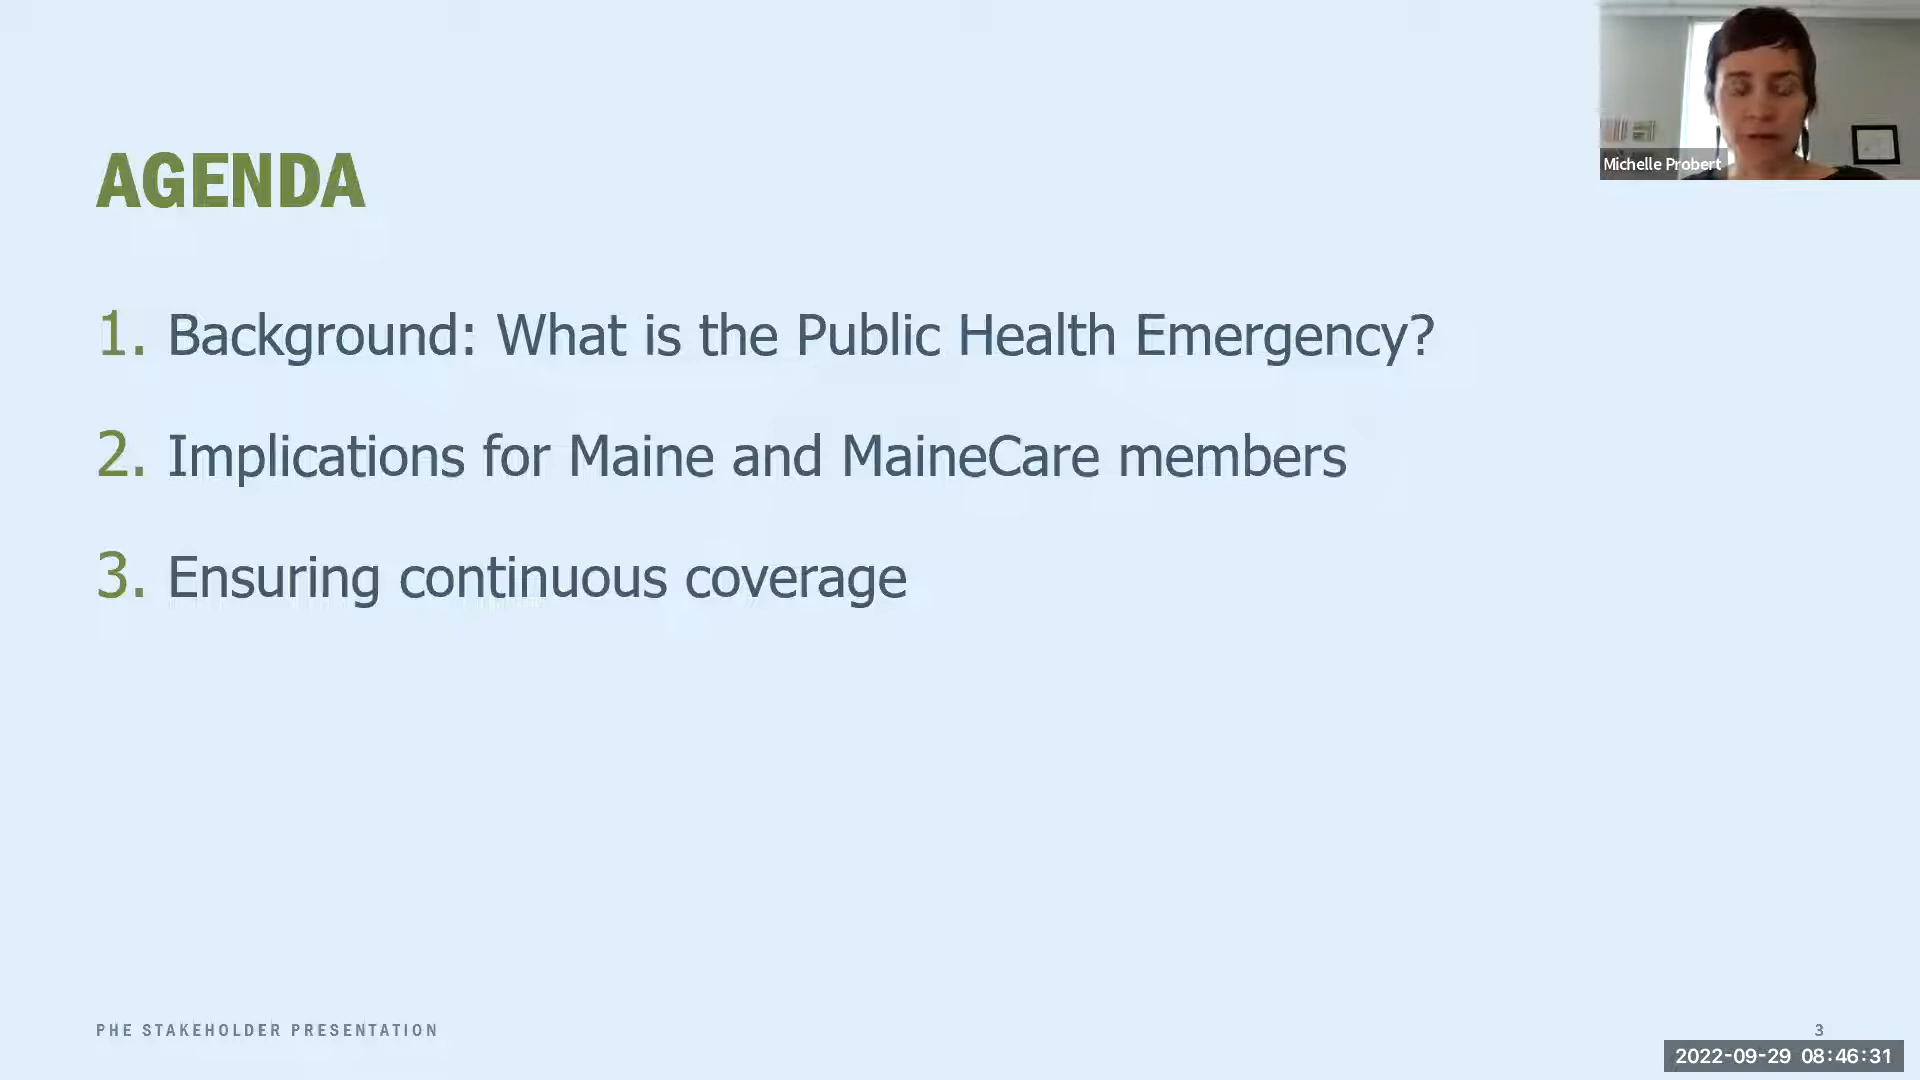 AGENDA
1. Background: What is the Public Health Emergency?
2. Implications for Maine and MaineCare members
3. Ensuring continuous coverage
Michelle Probert
PHE STAKEHOLDER PRESENTATION
3
2022-09-29 08:46:31